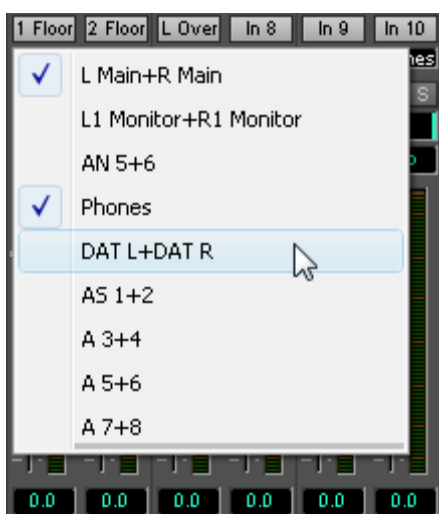 1 Floor 2 Floor L Over In 8 In 9 In 10
L Main+R Main
S
L1 Monitor+R1 Monitor
AN 5+6
Phones
DAT L+DAT R
AS 1+2
A 3+4
A 5+6
A 7+8
0.0 0.0 0.0 0.0 0.0 0.0